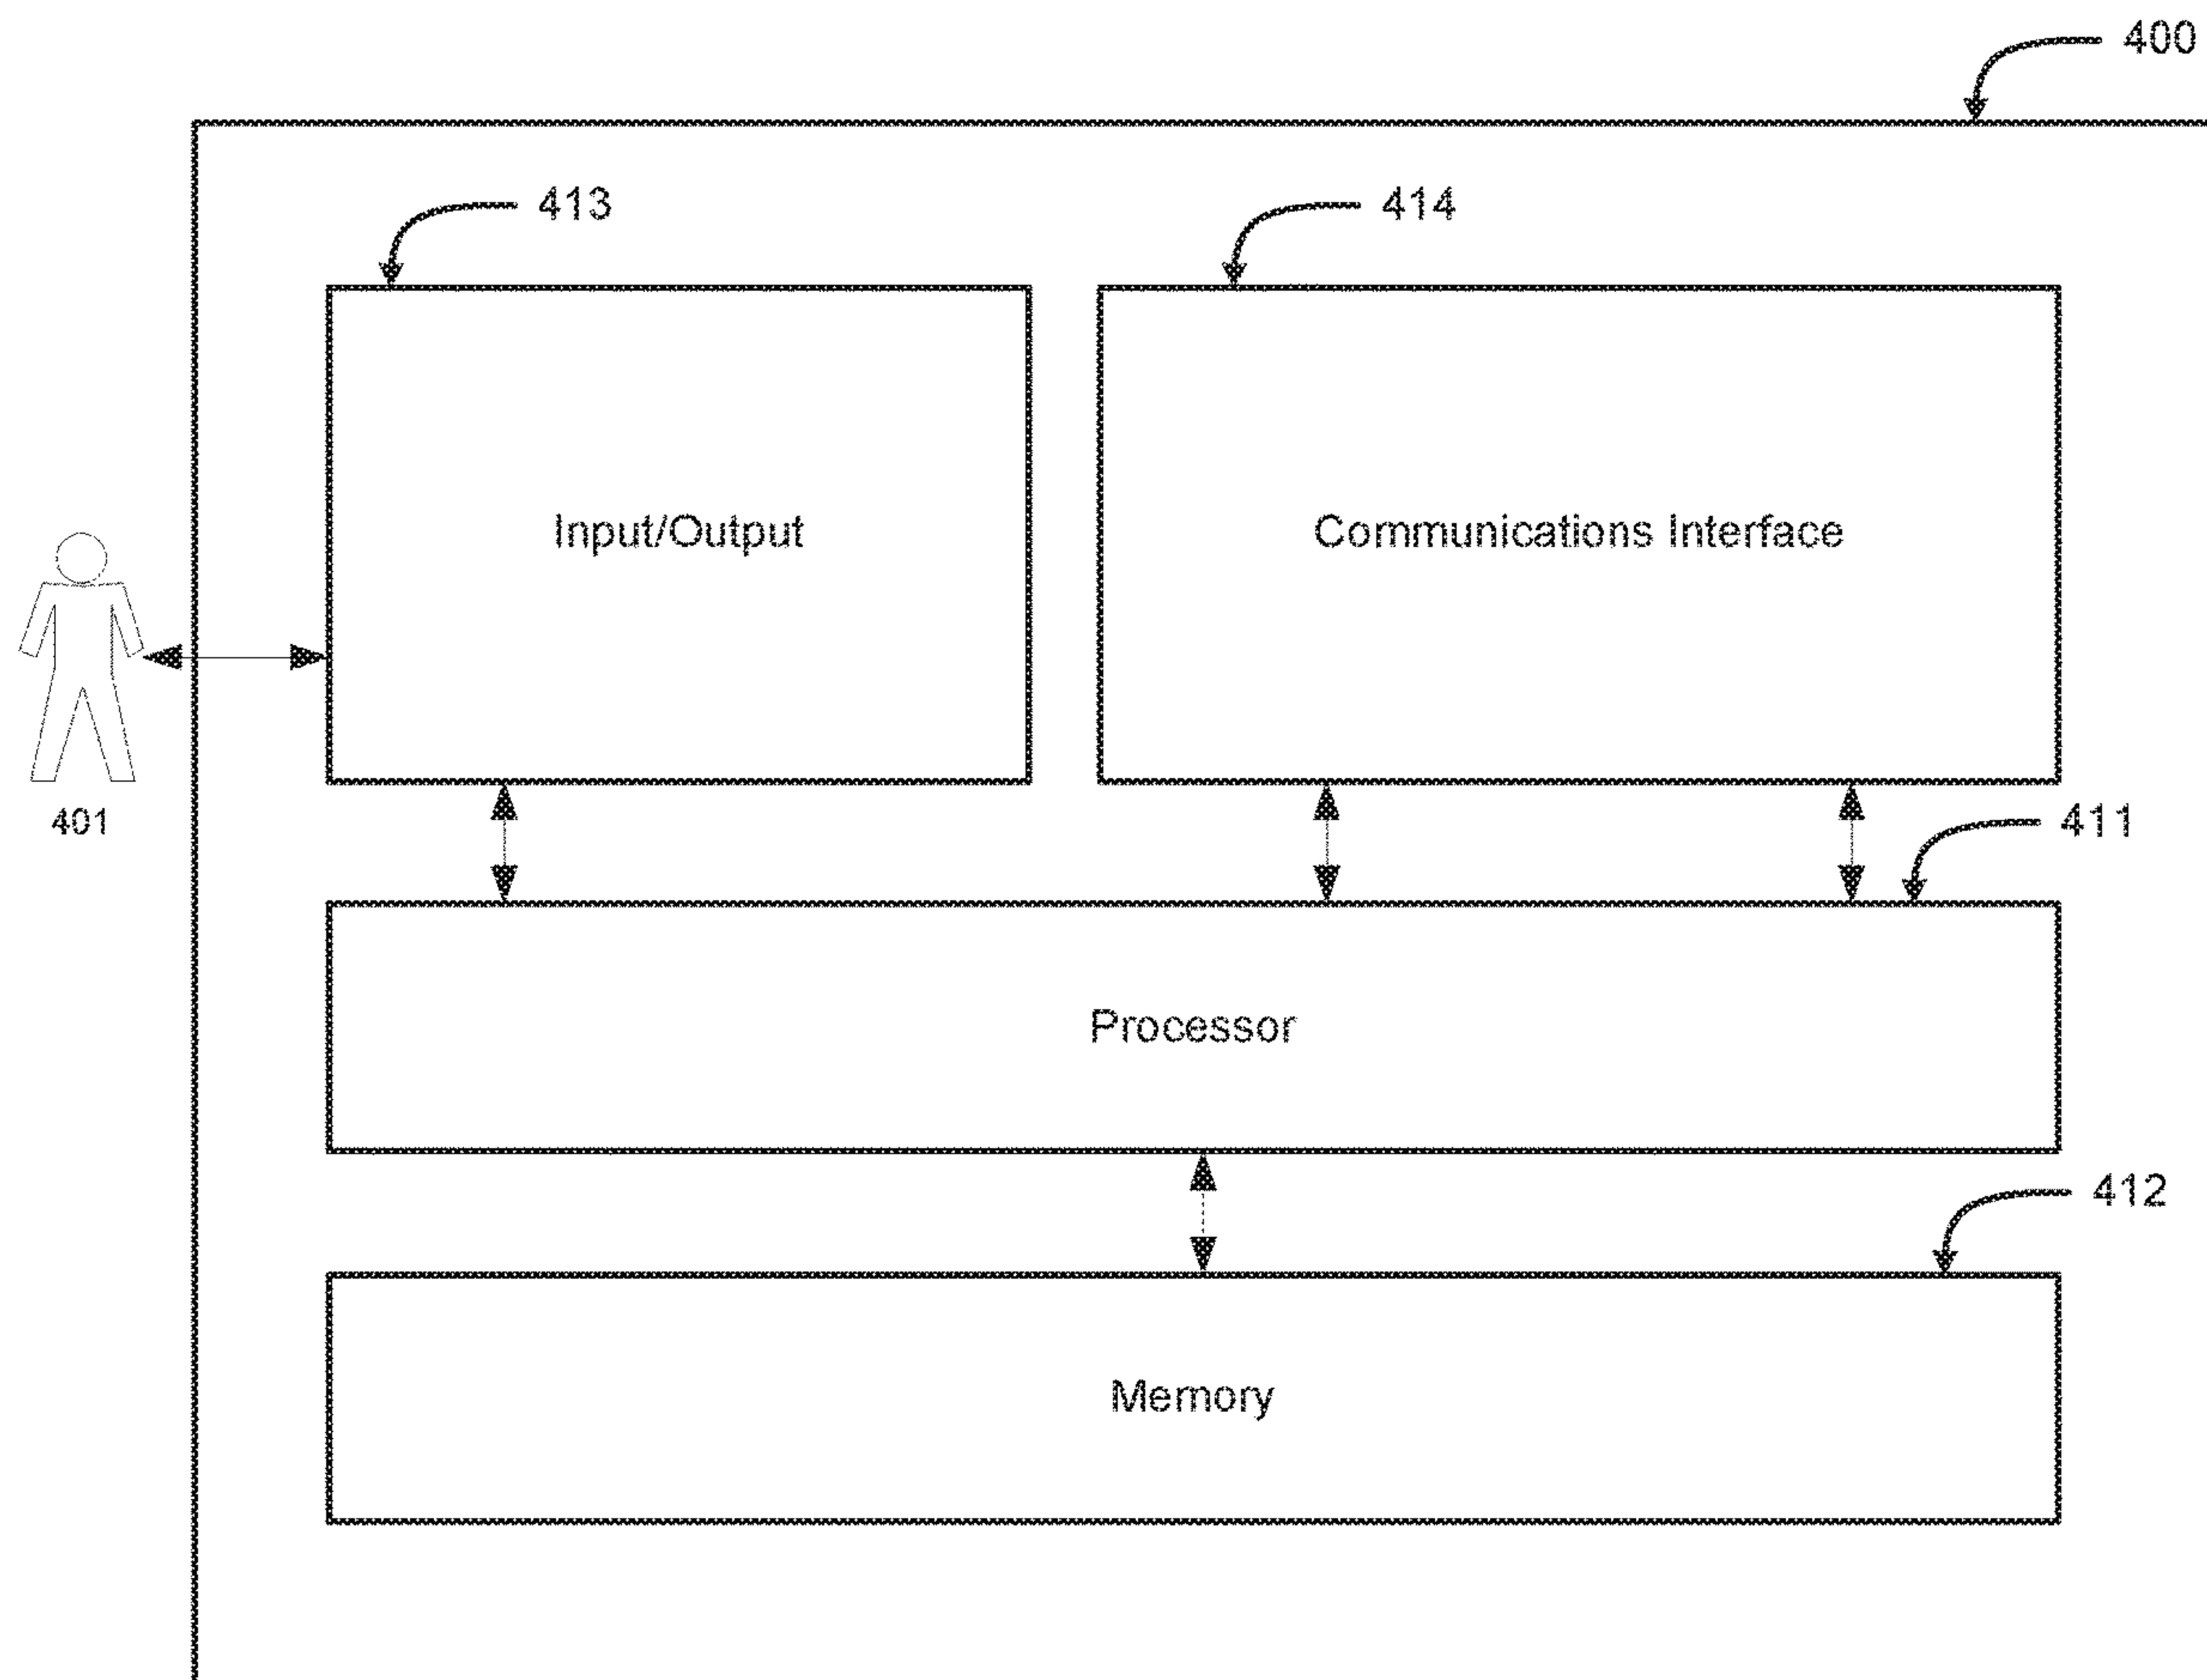 400
413
414
Input/Output
Communications Interface
401
411
Processor
412
Memory